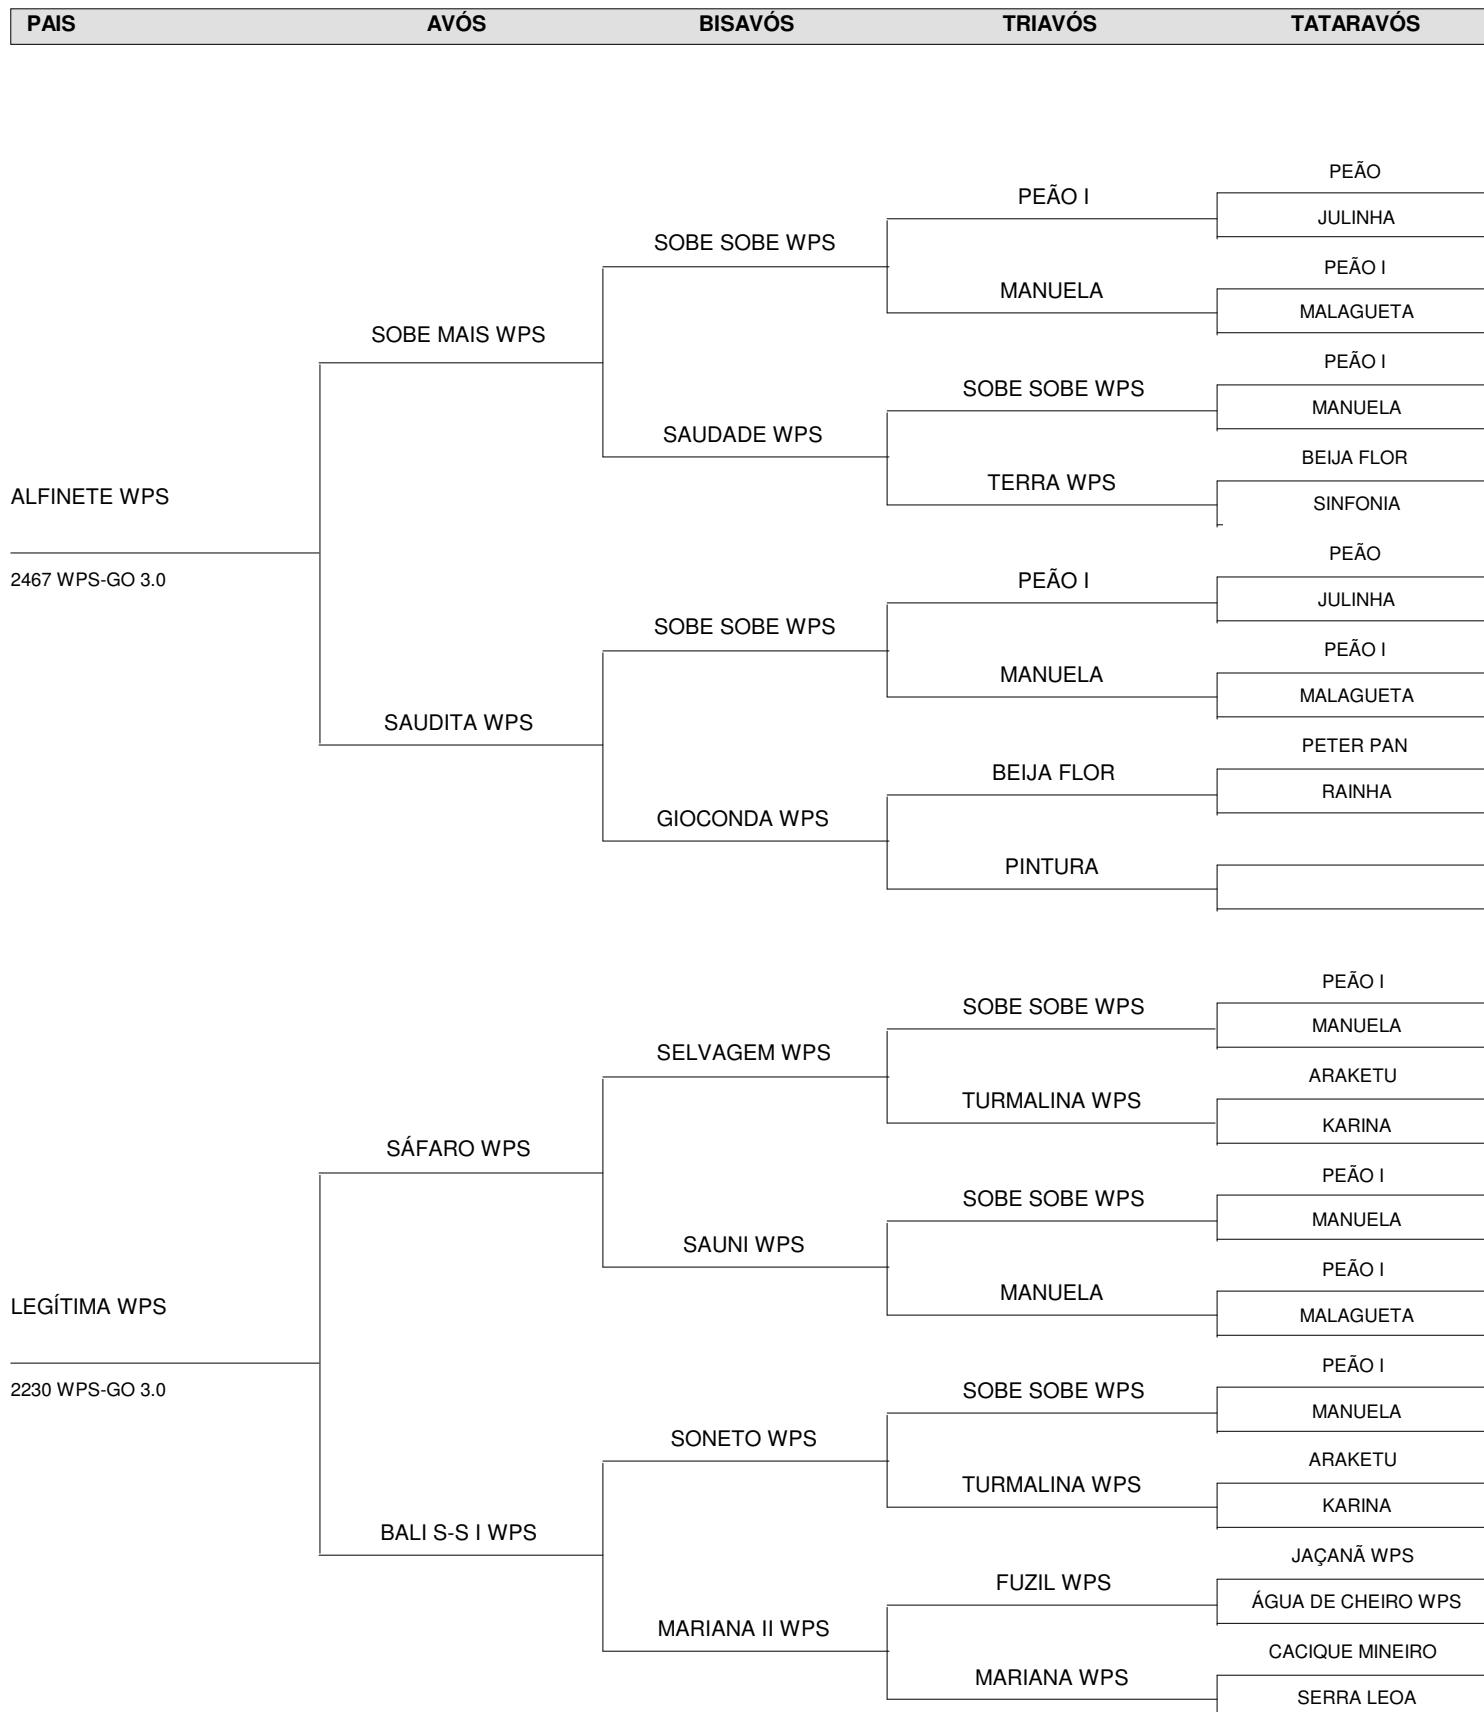 PAIS AVÓS BISAVÓS TRIAVÓS TATARAVÓS
PEÃO
PEÃO I
JULINHA
SOBE SOBE WPS
PEÃO I
MANUELA
MALAGUETA
SOBE MAIS WPS
PEÃO I
SOBE SOBE WPS
MANUELA
SAUDADE WPS
BEIJA FLOR
TERRA WPS
ALFINETE WPS
SINFONIA
PEÃO
2467 WPS-GO 3.0
PEÃO I
JULINHA
SOBE SOBE WPS
PEÃO I
MANUELA
MALAGUETA
SAUDITA WPS
PETER PAN
BEIJA FLOR
RAINHA
GIOCONDA WPS
PINTURA
PEÃO I
SOBE SOBE WPS
MANUELA
SELVAGEM WPS
ARAKETU
TURMALINA WPS
KARINA
SÁFARO WPS
PEÃO I
SOBE SOBE WPS
MANUELA
SAUNI WPS
PEÃO I
MANUELA
LEGÍTIMA WPS
MALAGUETA
PEÃO I
2230 WPS-GO 3.0
SOBE SOBE WPS
MANUELA
SONETO WPS
ARAKETU
TURMALINA WPS
KARINA
BALI S-S I WPS
JAÇANÃ WPS
FUZIL WPS
ÁGUA DE CHEIRO WPS
MARIANA II WPS
CACIQUE MINEIRO
MARIANA WPS
SERRA LEOA